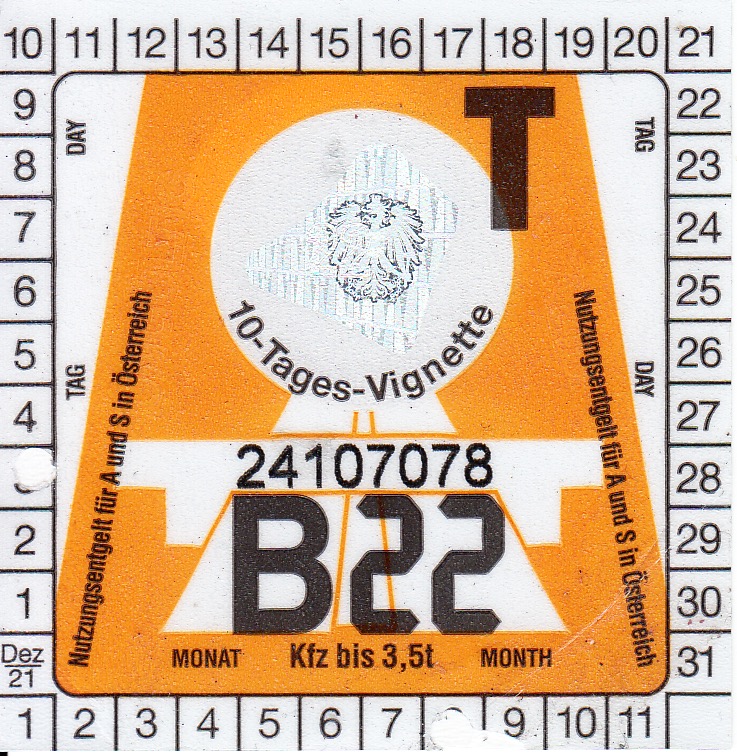 10 11 12 13 14 15 16 17 18 19 20 21
9
8
7
6
5
4
2
1
Dez
21
22
23
24
25
26
27
28
29
30
31
DAY
TAG
TAG
DAY
T
10-Tages-Vignette
Nutzungsentgelt für A und S in Österreich
Nutzungsentgelt für A und S in Österreich
24107078
B22
MONAT Kfz bis 3,5t MONTH
1 2 3 4 5 6 7 9 10 11